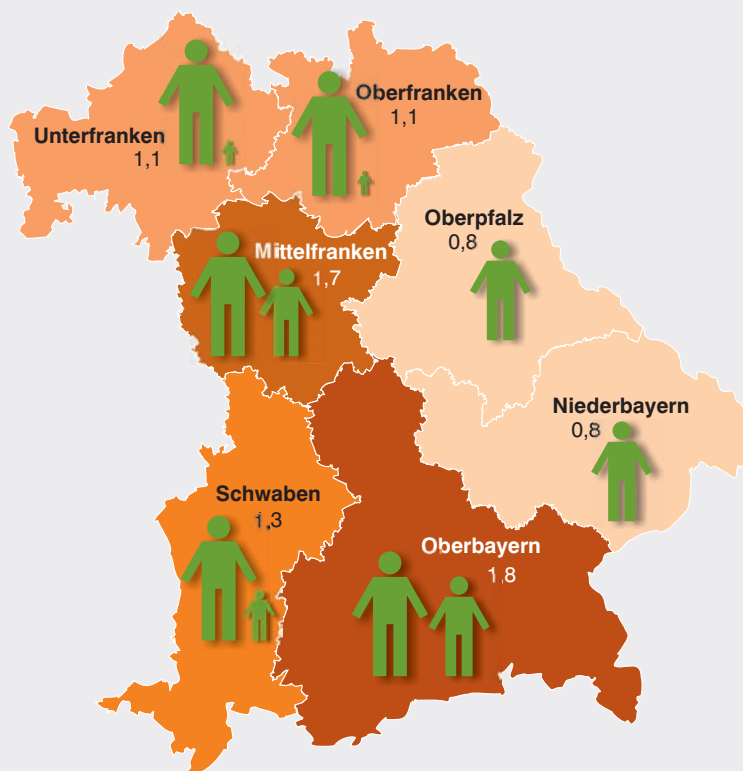 Oberfranken
1,1
Unterfranken
1,1
Oberpfalz
0,8
Mittelfranken
1,7
Niederbayern
0,8
Schwaben
1,3
Oberbayern
1,8